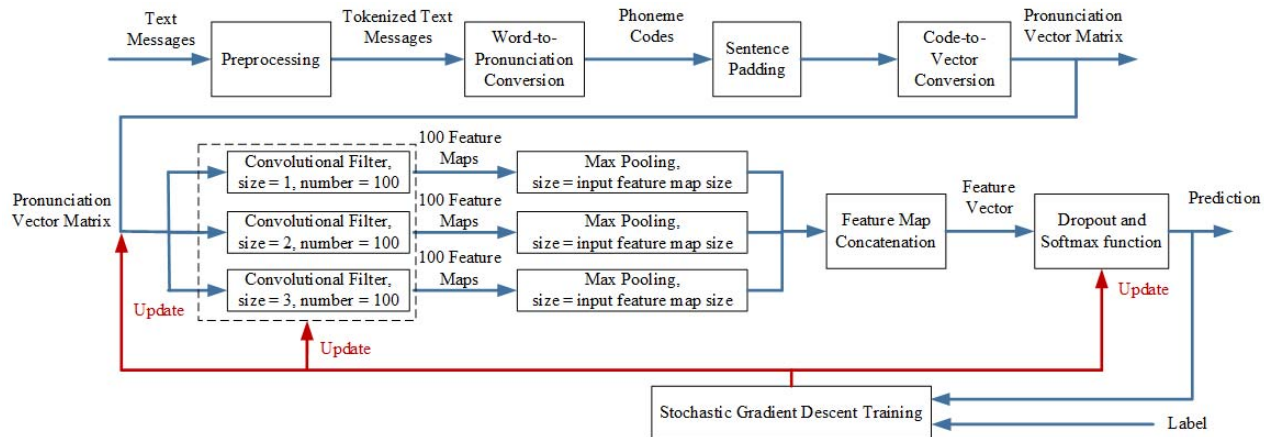 Text
Messages
Preprocessing
Tokenized Text
Messages
Word-to-
Pronunciation
Conversion
Phoneme
Codes
Sentence
Padding
Code-to-
Vector
Conversion
Pronunciation
Vector Matrix
Pronunciation
Vector Matrix
Convolutional Filter,
size = 1, number = 100
100 Feature
Maps
Max Pooling,
size = input feature map size
Convolutional Filter,
size = 2, number = 100
100 Feature
Maps
Max Pooling,
size = input feature map size
Convolutional Filter,
size = 3, number = 100
100 Feature
Maps
Max Pooling,
size = input feature map size
Feature Map
Concatenation
Feature
Vector
Dropout and
Softmax function
Prediction
Update
Update
Update
Stochastic Gradient Descent Training
Label